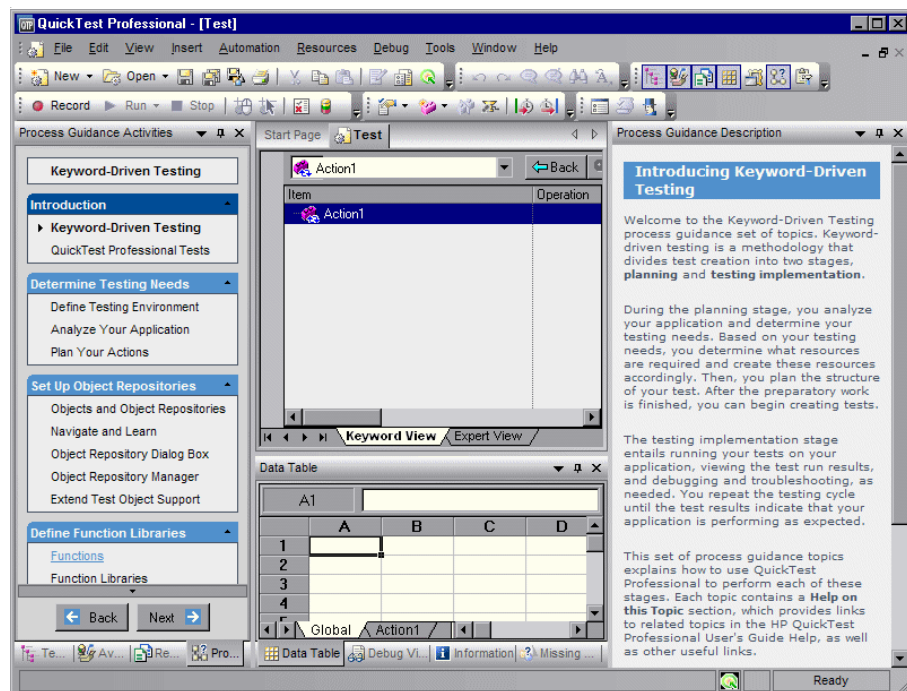 QuickTest Professional - [Test]
File Edit View Insert Automation Resources Debug Tools Window Help
New Open
Record Run Stop
Process Guidance Activities
Keyword-Driven Testing
Introduction
Keyword-Driven Testing
QuickTest Professional Tests
Determine Testing Needs
Define Testing Environment
Analyze Your Application
Plan Your Actions
Set Up Object Repositories
Objects and Object Repositories
Navigate and Learn
Object Repository Dialog Box
Object Repository Manager
Extend Test Object Support
Define Function Libraries
Functions
Function Libraries
Back Next
Te... Av... Re... Pro...
Start Page Test
Action1 Back
Item Operation
Action1
Keyword View Expert View
Data Table
A1
A B C D
1
2
3
4
Global Action1
Data Table Debug Vi... Information Missing ...
Process Guidance Description
Introducing Keyword-Driven
Testing
Welcome to the Keyword-Driven Testing
process guidance set of topics. Keyword-
driven testing is a methodology that
divides test creation into two stages,
planning and testing implementation.
During the planning stage, you analyze
your application and determine your
testing needs. Based on your testing
needs, you determine what resources
are required and create these resources
accordingly. Then, you plan the structure
of your test. After the preparatory work
is finished, you can begin creating tests.
The testing implementation stage
entails running your tests on your
application, viewing the test run results,
and debugging and troubleshooting, as
needed. You repeat the testing cycle
until the test results indicate that your
application is performing as expected.
This set of process guidance topics
explains how to use QuickTest
Professional to perform each of these
stages. Each topic contains a Help on
this Topic section, which provides links
to related topics in the HP QuickTest
Professional User's Guide Help, as well
as other useful links.
Ready